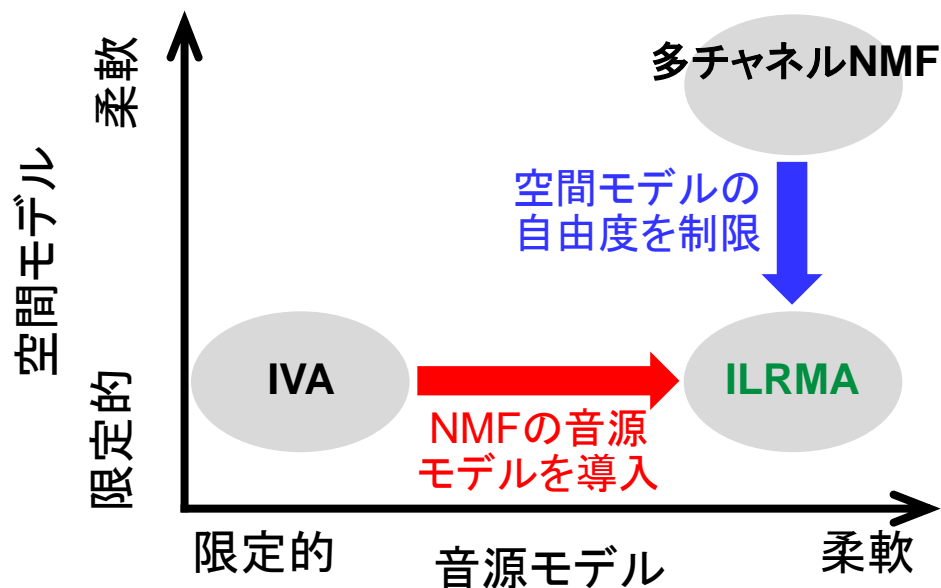 柔軟
多チャネルNMF
空間モデルの
自由度を制限
空間モデル
IVA
ILRMA
限定的
NMFの音源
モデルを導入
限定的
音源モデル
柔軟